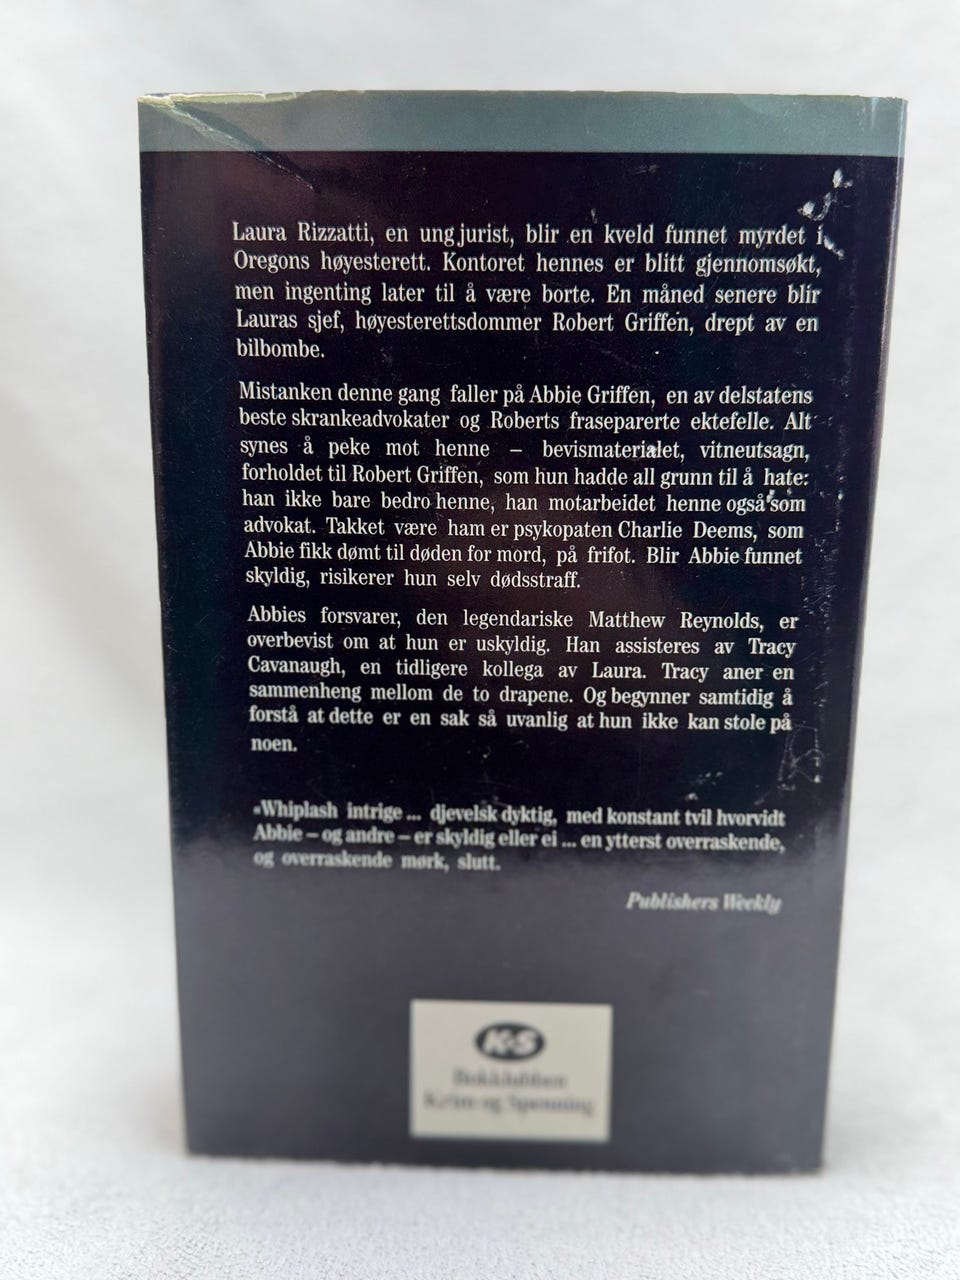 Laura Rizzatti, en ung jurist, blir en kveld funnet myrdet i
Oregons høyesterett. Kontoret hennes er blitt gjennomsøkt,
men ingenting later til å være borte. En måned senere blir
Lauras sjef, høyesterettsdommer Robert Griffen, drept av en
bilbombe.
Mistanken denne gang faller på Abbie Griffen, en av delstatens
beste skrankeadvokater og Roberts fraseparerte ektefelle. Alt
synes å peke mot henne – bevismaterialet, vitneutsagn,
forholdet til Robert Griffen, som hun hadde all grunn til å hate:
han ikke bare bedro henne, han motarbeidet henne også som
advokat. Takket være ham er psykopaten Charlie Deems, som
Abbie fikk dømt til døden for mord, på frifot. Blir Abbie funnet
skyldig, risikerer hun selv dødsstraff.
Abbies forsvarer, den legendariske Matthew Reynolds, er
overbevist om at hun er uskyldig. Han assisteres av Tracy
Cavanaugh, en tidligere kollega av Laura. Tracy aner en
sammenheng mellom de to drapene. Og begynner samtidig å
forstå at dette er en sak så uvanlig at hun ikke kan stole på
noen.
«Whiplash intrige ... djevelsk dyktig, med konstant tvil hvorvidt
Abbie – og andre – er skyldig eller ei ... en ytterst overraskende,
og overraskende mørk, slutt.
Publishers Weekly
K&S
Bokklubben
Krim og Spenning